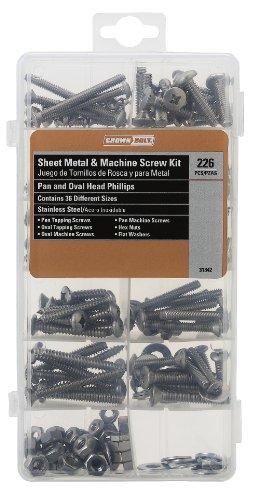 CROWN BOLT
Sheet Metal & Machine Screw Kit
226
Juego de Tornillos de Rosca y para Metal
PCS/PZAS
Pan and Oval Head Phillips
Contains 36 Different Sizes
Stainless Steel/Acero Inoxidable
• Pan Tapping Screws
• Pan Machine Screws
• Oval Tapping Screws
• Hex Nuts
• Oval Machine Screws
• Flat Washers